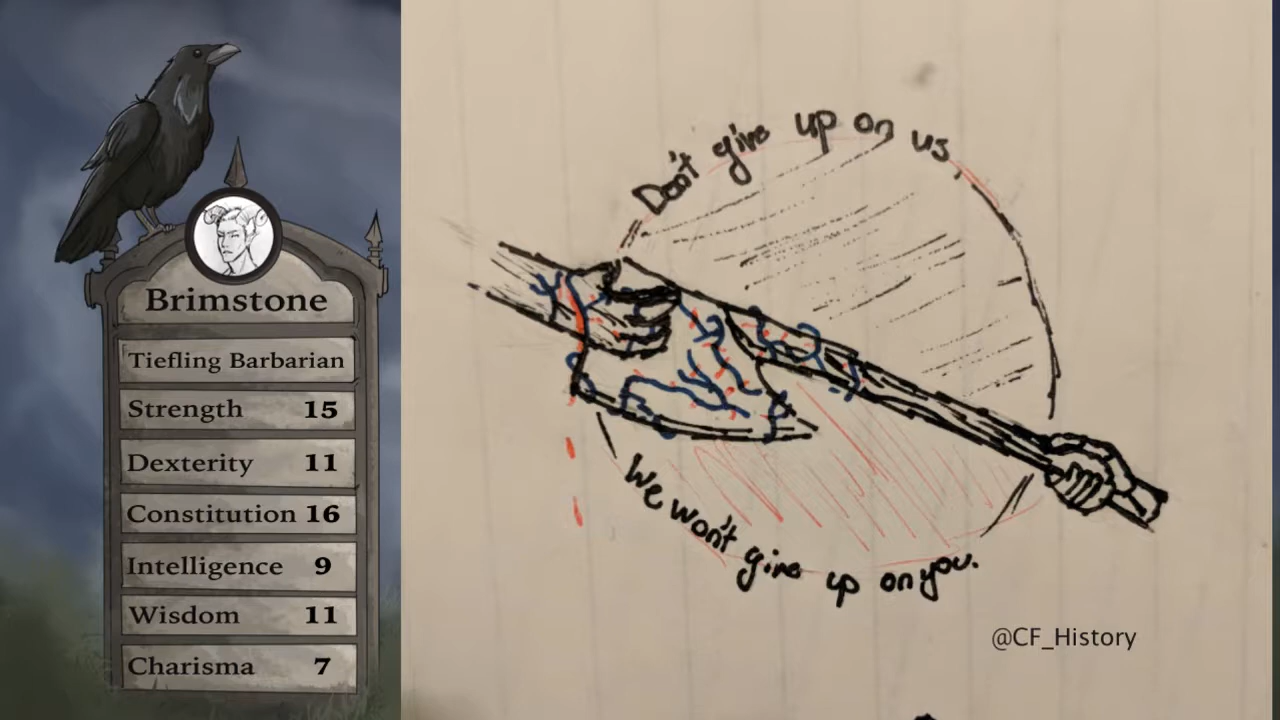 Brimstone
Tiefling Barbarian
Strength 15
Dexterity 11
Constitution 16
Intelligence 9
Wisdom 11
Charisma 7
Don't give up on us,
We won't give up on you.
@CF_History